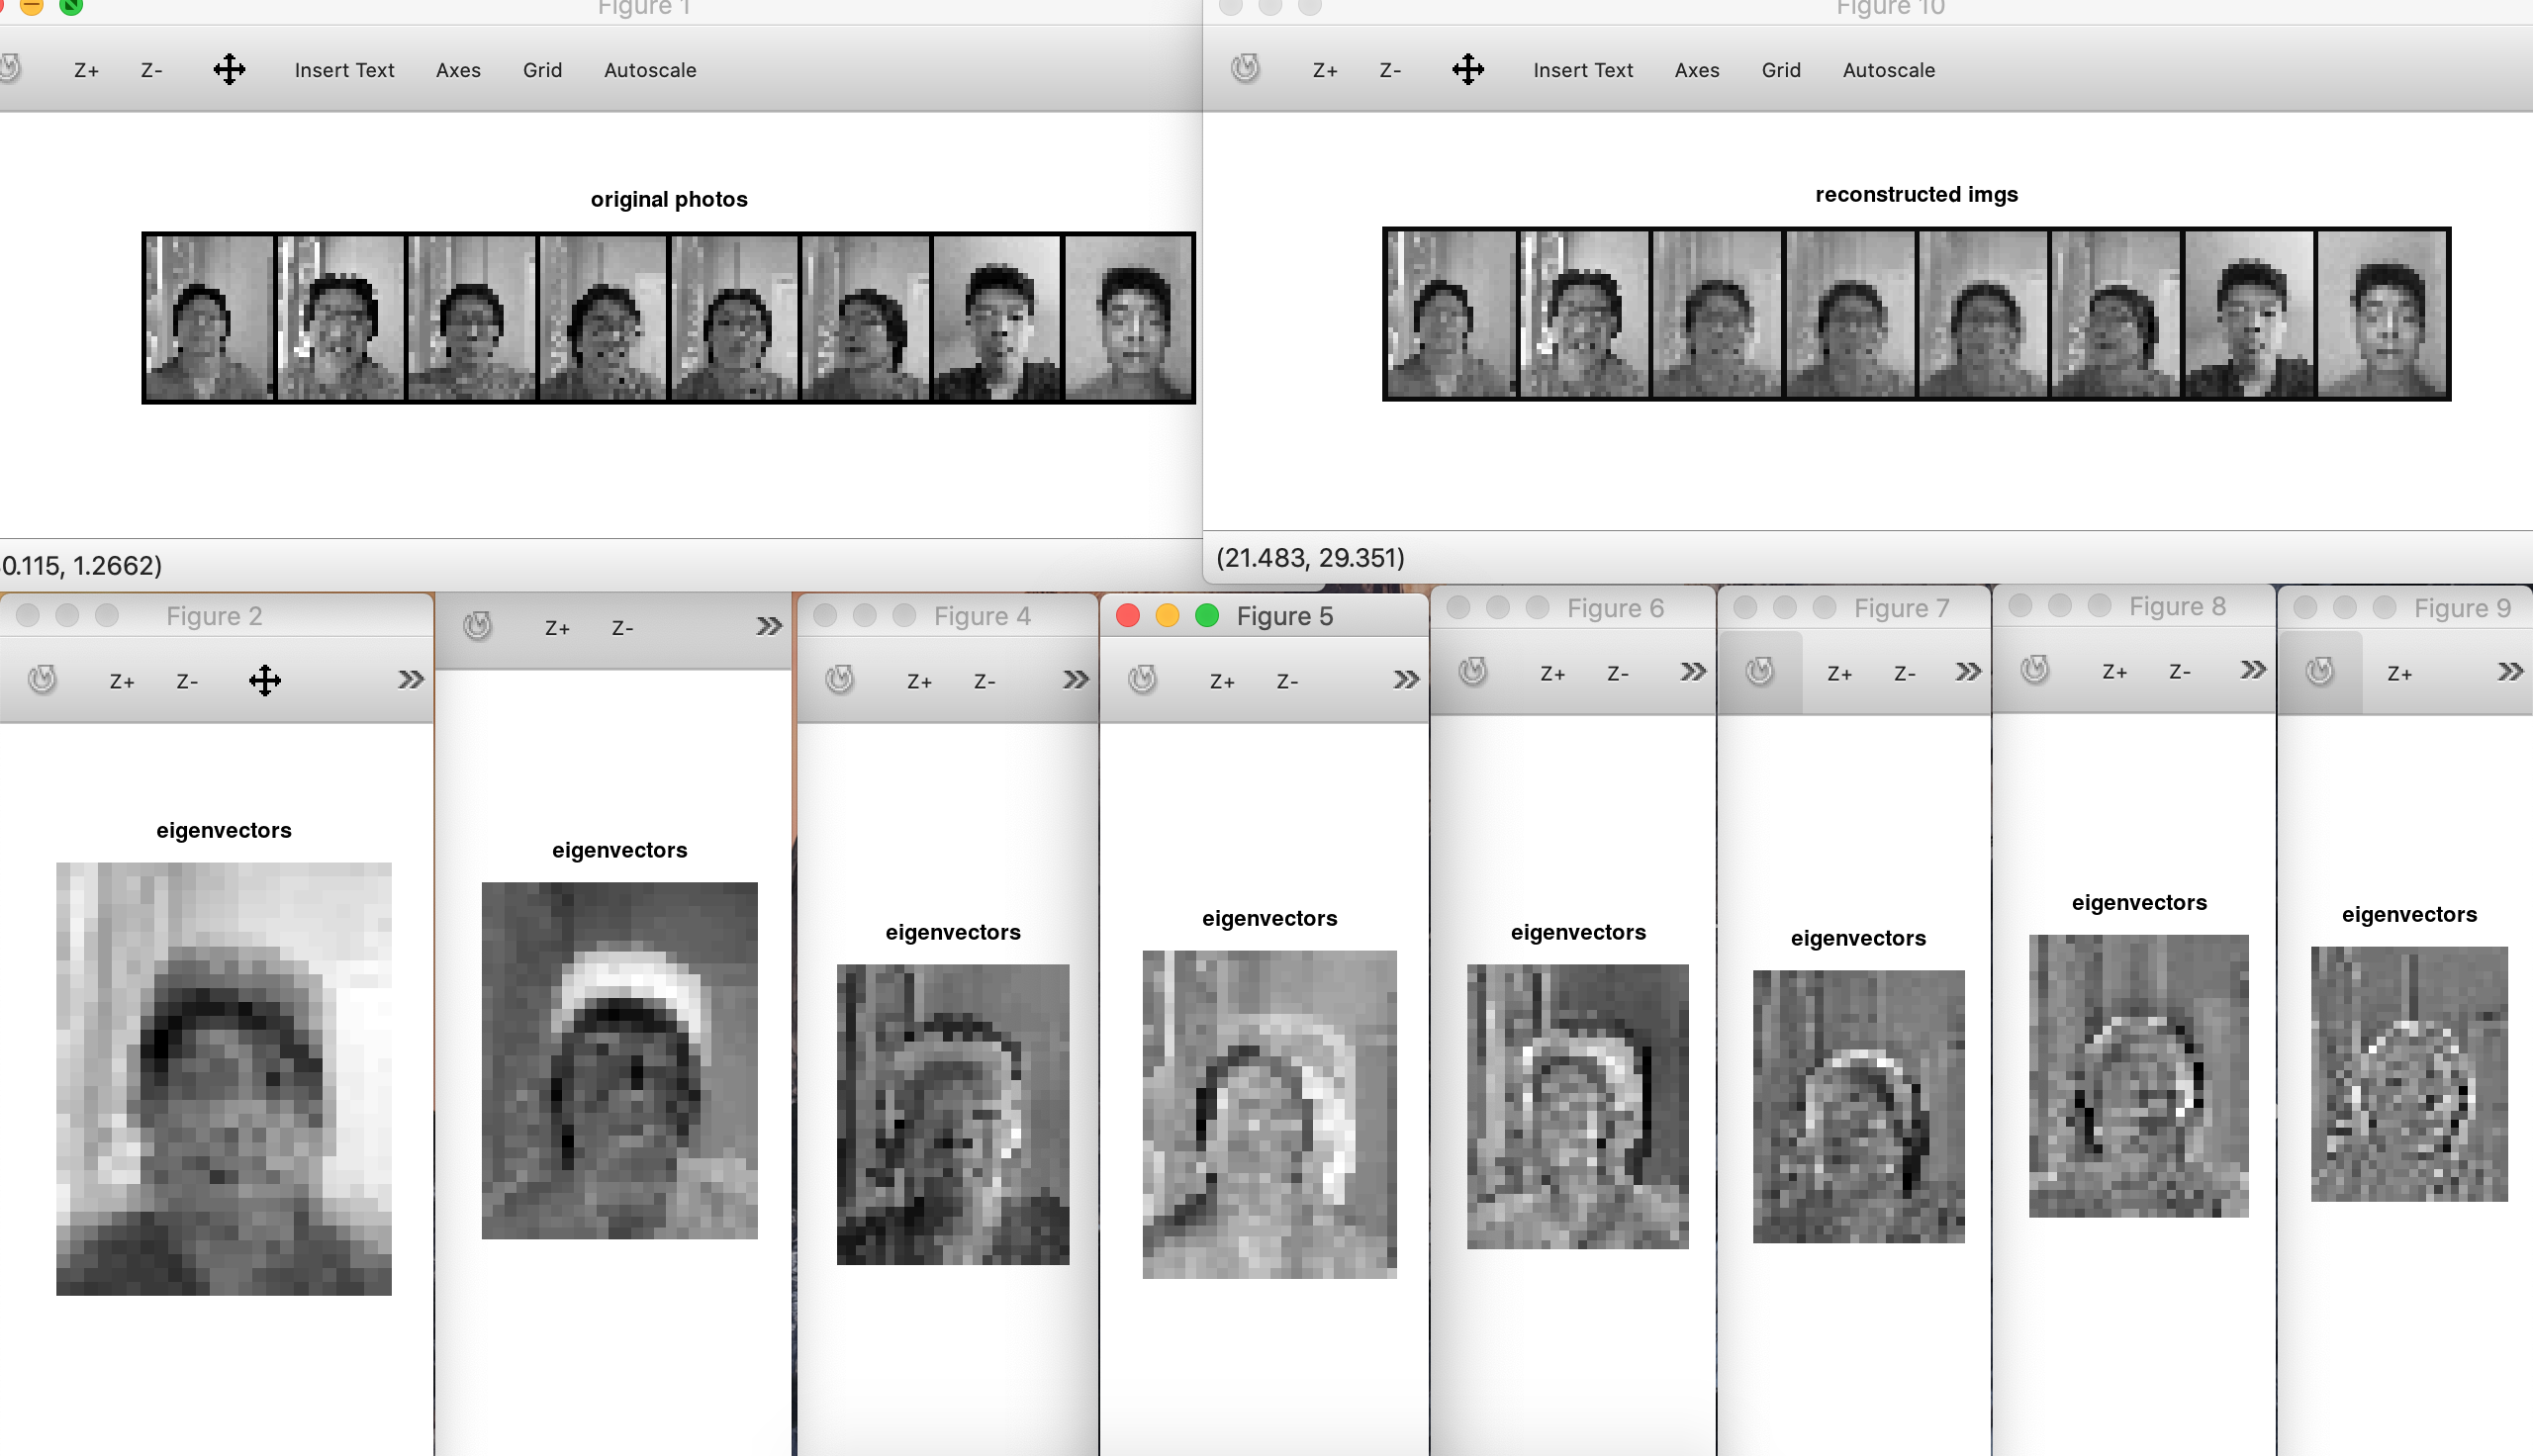 Figure 1
Z+ Z- Insert Text Axes Grid Autoscale
original photos
0.115, 1.2662)
Figure 10
Z+ Z- Insert Text Axes Grid Autoscale
reconstructed imgs
(21.483, 29.351)
Figure 2
Z+ Z-
eigenvectors
Z+ Z-
eigenvectors
Figure 4
Z+ Z-
eigenvectors
Figure 5
Z+ Z-
eigenvectors
Figure 6
Z+ Z-
eigenvectors
Figure 7
Z+ Z-
eigenvectors
Figure 8
Z+ Z-
eigenvectors
Figure 9
Z+
eigenvectors